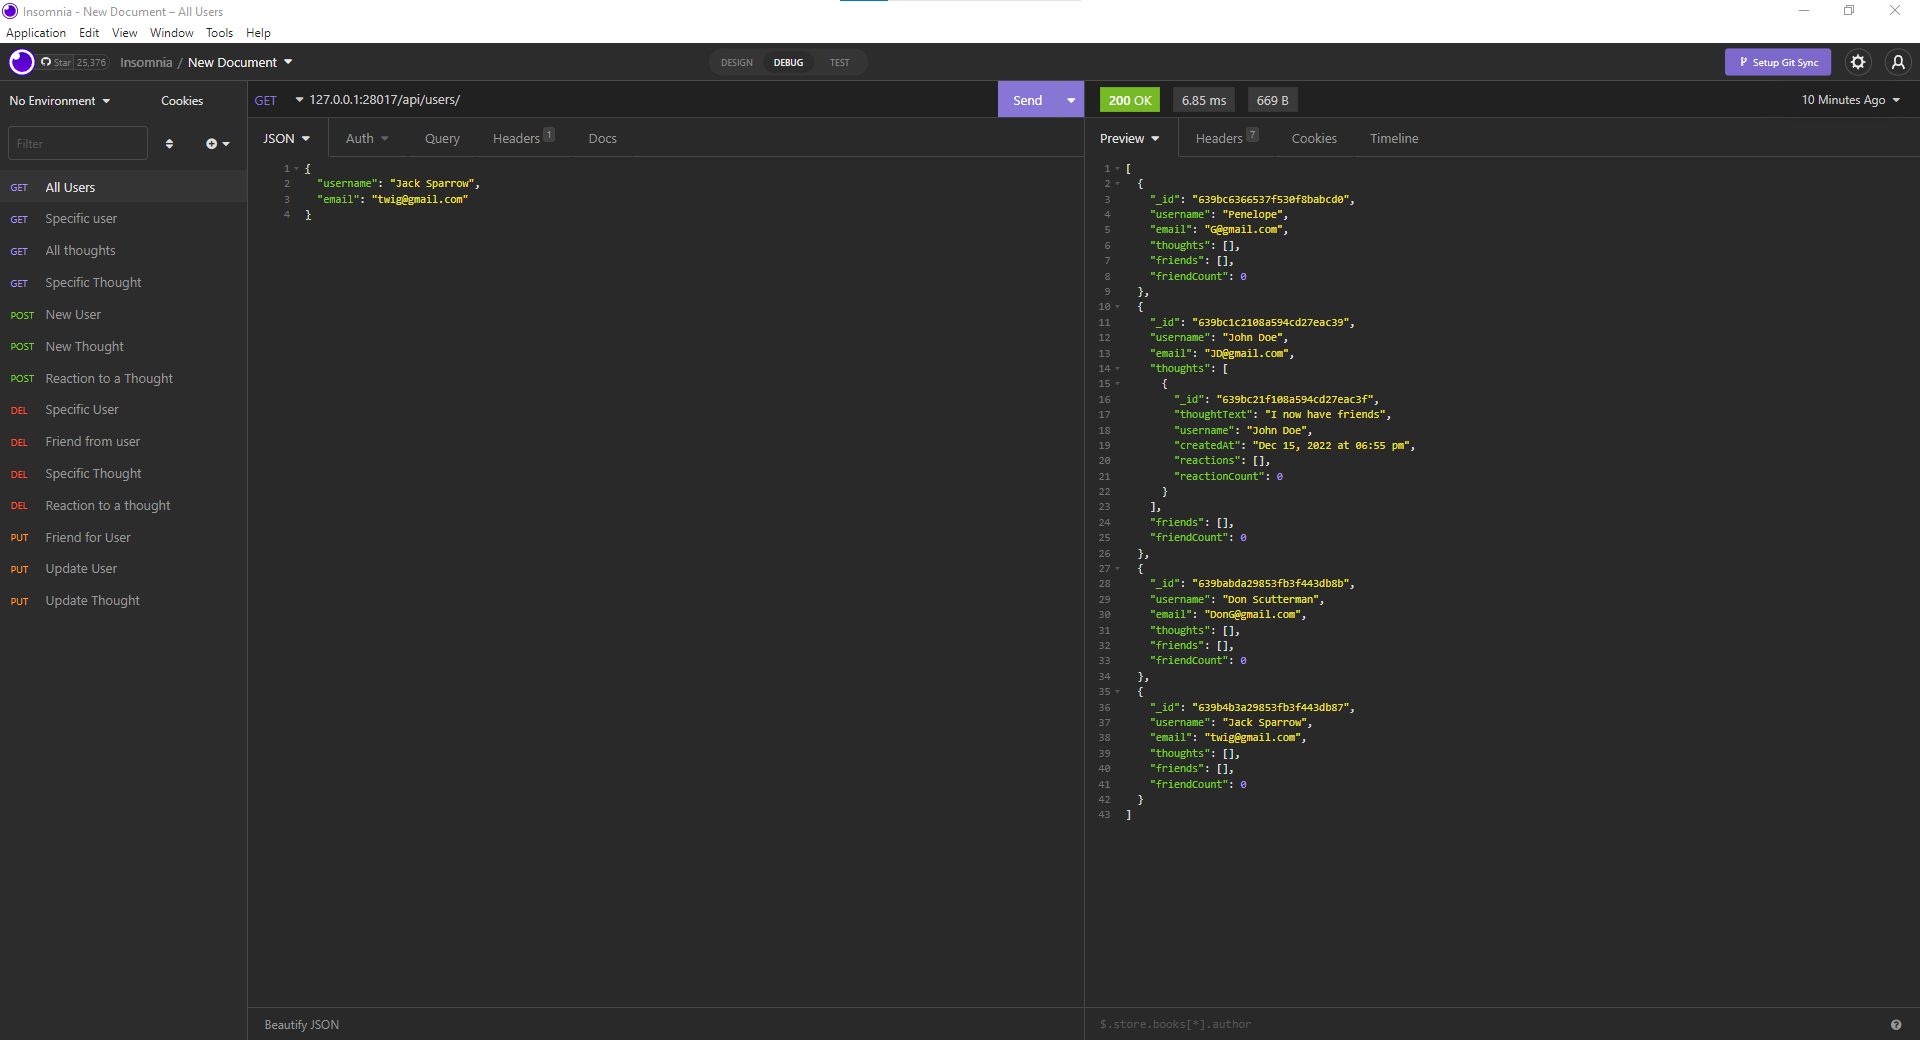 Insomnia - New Document – All Users
Application Edit View Window Tools Help
Star 25,376 Insomnia / New Document DESIGN DEBUG TEST Setup Git Sync
No Environment Cookies
Filter
GET All Users
GET Specific user
GET All thoughts
GET Specific Thought
POST New User
POST New Thought
POST Reaction to a Thought
DEL Specific User
DEL Friend from user
DEL Specific Thought
DEL Reaction to a thought
PUT Friend for User
PUT Update User
PUT Update Thought
GET 127.0.0.1:28017/api/users/ Send
JSON Auth Query Headers 1 Docs
1 {
2 "username": "Jack Sparrow",
3 "email": "twig@gmail.com"
4 }
Beautify JSON
200 OK 6.85 ms 669 B 10 Minutes Ago
Preview Headers 7 Cookies Timeline
1 [
2 {
3 "_id": "639bc6366537f530f8babcd0",
4 "username": "Penelope",
5 "email": "G@gmail.com",
6 "thoughts": [],
7 "friends": [],
8 "friendCount": 0
9 },
10 {
11 "_id": "639bc1c2108a594cd27eac39",
12 "username": "John Doe",
13 "email": "JD@gmail.com",
14 "thoughts": [
15 {
16 "_id": "639bc21f108a594cd27eac3f",
17 "thoughtText": "I now have friends",
18 "username": "John Doe",
19 "createdAt": "Dec 15, 2022 at 06:55 pm",
20 "reactions": [],
21 "reactionCount": 0
22 }
23 ],
24 "friends": [],
25 "friendCount": 0
26 },
27 {
28 "_id": "639babda29853fb3f443db8b",
29 "username": "Don Scutterman",
30 "email": "DonG@gmail.com",
31 "thoughts": [],
32 "friends": [],
33 "friendCount": 0
34 },
35 {
36 "_id": "639b4b3a29853fb3f443db87",
37 "username": "Jack Sparrow",
38 "email": "twig@gmail.com",
39 "thoughts": [],
40 "friends": [],
41 "friendCount": 0
42 }
43 ]
$.store.books[*].author